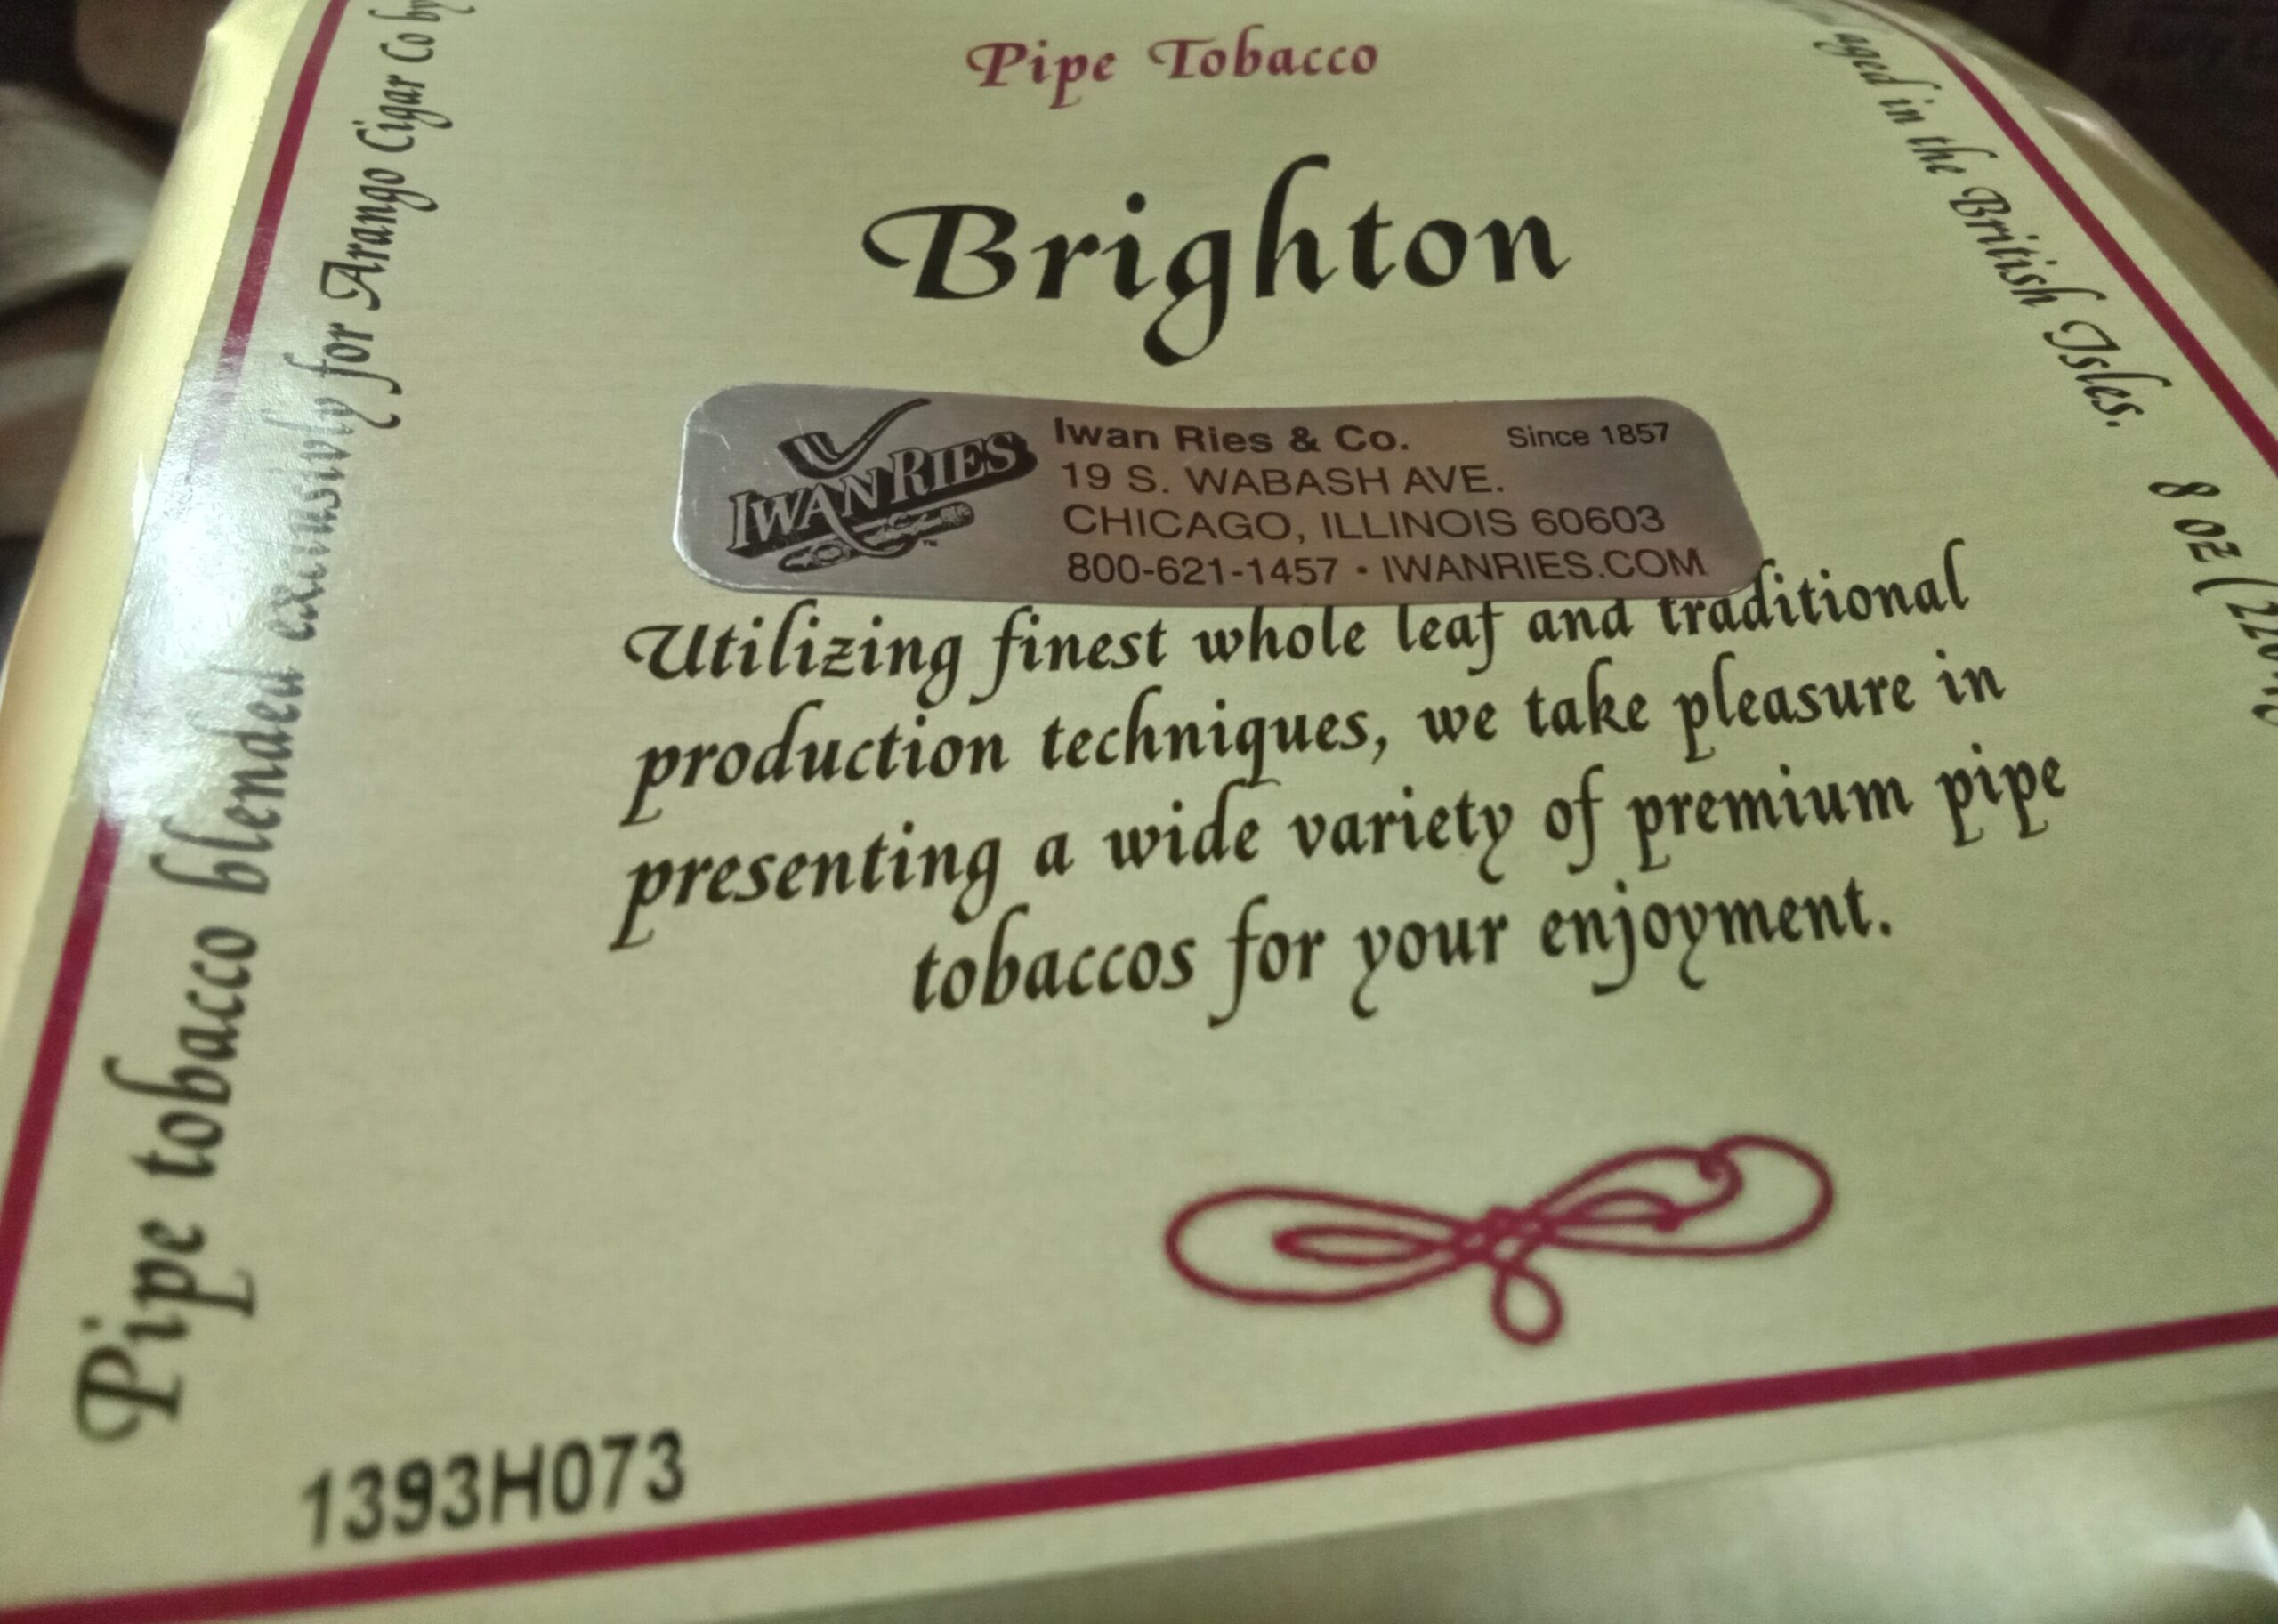 Pipe Tobacco
Brighton
IWAN RIES
Iwan Ries & Co. Since 1857
19 S. WABASH AVE.
CHICAGO, ILLINOIS 60603
800-621-1457 • IWANRIES.COM
Utilizing finest whole leaf and traditional
production techniques, we take pleasure in
presenting a wide variety of premium pipe
tobaccos for your enjoyment.
Pipe tobacco blended exclusivly for Arango Cigar Co by
aged in the British Isles.
8 oz
1393H073